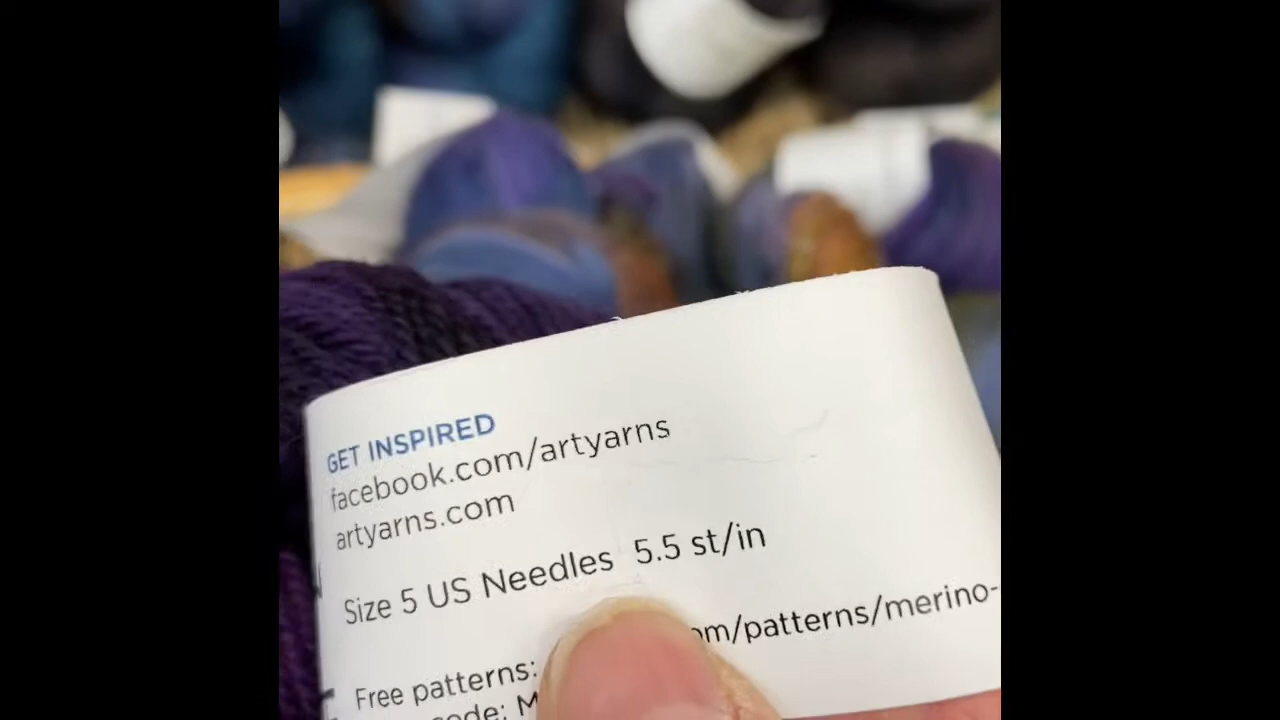 GET INSPIRED
facebook.com/artyarns
artyarns.com
Size 5 US Needles 5.5 st/in
Free patterns: om/patterns/merino-
code: M